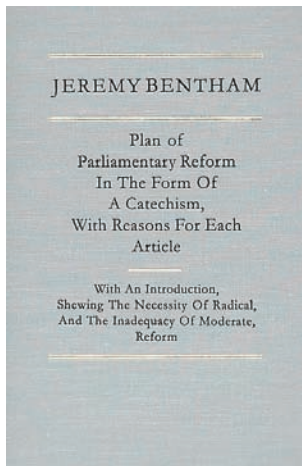 JEREMY BENTHAM
Plan of
Parliamentary Reform
In The Form Of
A Catechism,
With Reasons For Each
Article
With An Introduction,
Shewing The Necessity Of Radical,
And The Inadequacy Of Moderate,
Reform